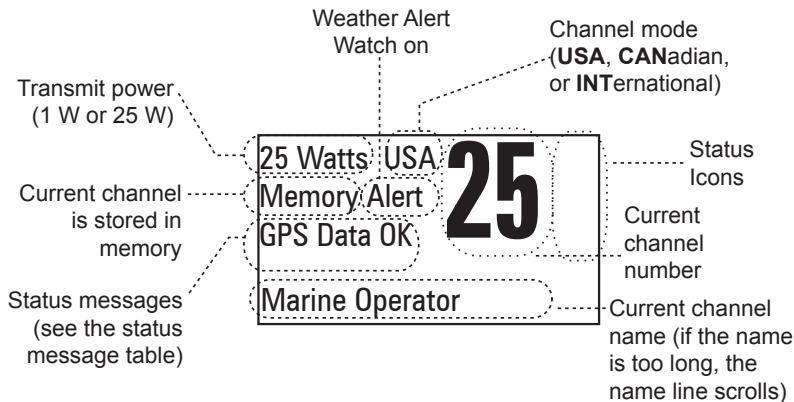 Weather Alert
Watch on
Channel mode
(USA, CANadian,
or INTernational)
Transmit power
(1 W or 25 W)
Current channel
is stored in
memory
Status messages
(see the status
message table)
25 Watts USA 25
Memory Alert
GPS Data OK
Marine Operator
Status
Icons
Current
channel
number
Current channel
name (if the name
is too long, the
name line scrolls)